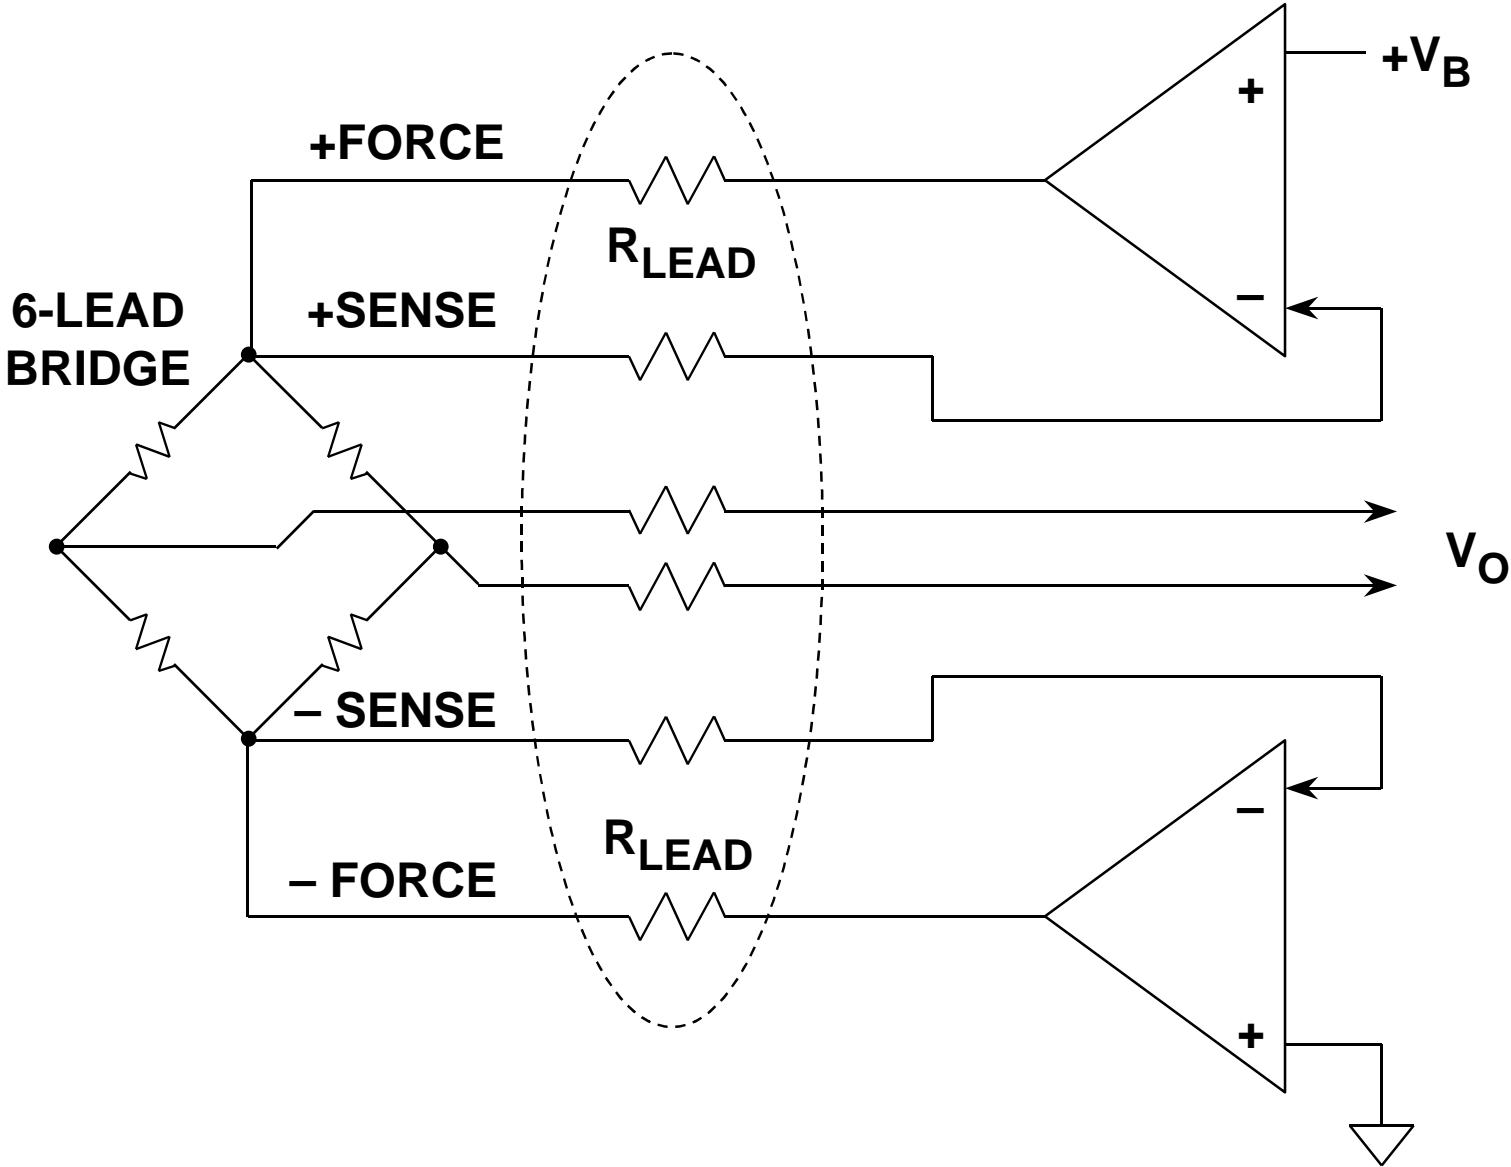 +VB
+
+FORCE
RLEAD
–
6-LEAD
BRIDGE
+SENSE
VO
– SENSE
–
RLEAD
– FORCE
+